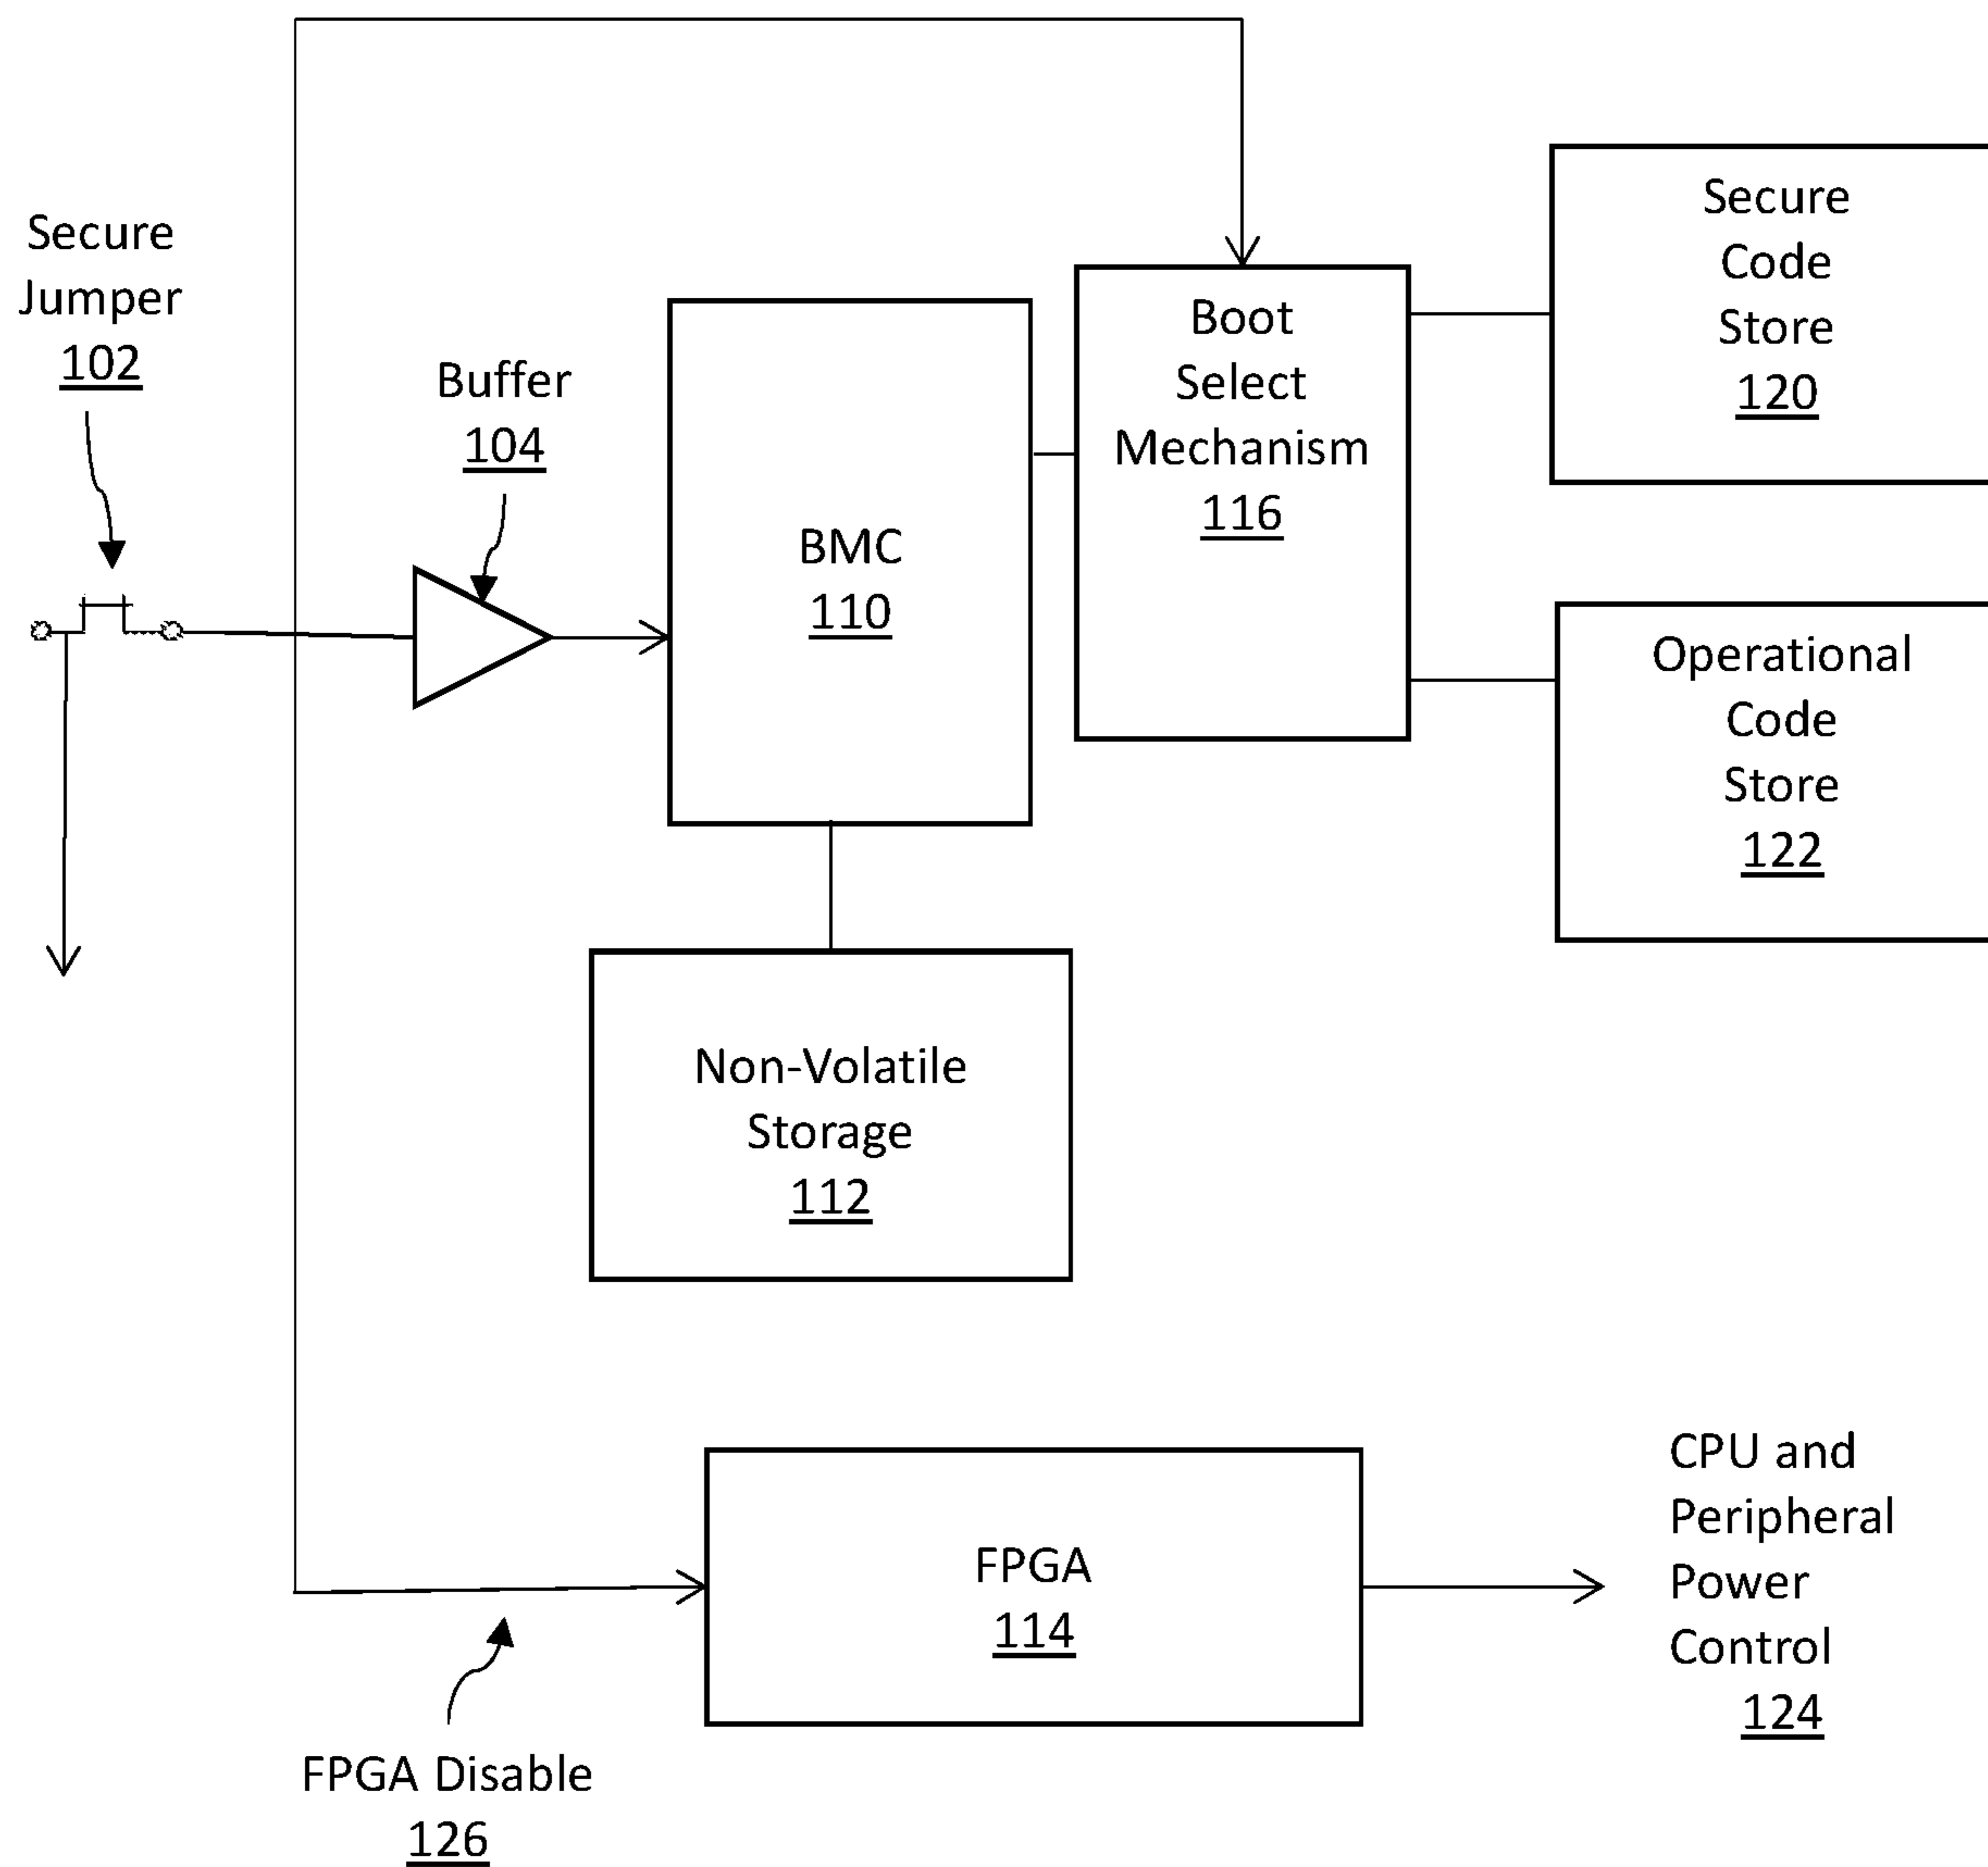 Secure
Jumper
102
Buffer
104
BMC
110
Boot
Select
Mechanism
116
Secure
Code
Store
120
Operational
Code
Store
122
Non-Volatile
Storage
112
FPGA
114
CPU and
Peripheral
Power
Control
124
FPGA Disable
126